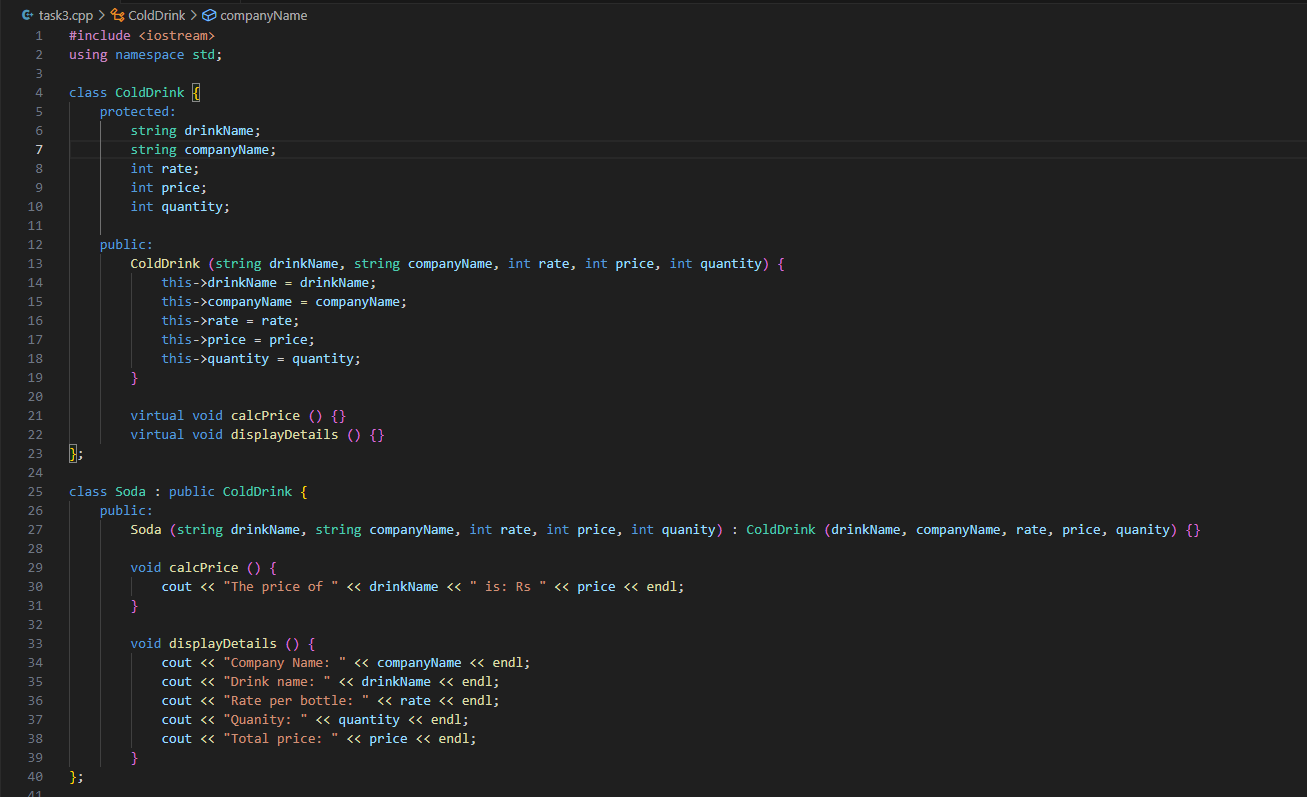 task3.cpp > ColdDrink > companyName
1 #include <iostream>
2 using namespace std;
3
4 class ColdDrink {
5     protected:
6         string drinkName;
7         string companyName;
8         int rate;
9         int price;
10         int quantity;
11
12     public:
13         ColdDrink (string drinkName, string companyName, int rate, int price, int quantity) {
14             this->drinkName = drinkName;
15             this->companyName = companyName;
16             this->rate = rate;
17             this->price = price;
18             this->quantity = quantity;
19         }
20
21         virtual void calcPrice () {}
22         virtual void displayDetails () {}
23 };
24
25 class Soda : public ColdDrink {
26     public:
27         Soda (string drinkName, string companyName, int rate, int price, int quanity) : ColdDrink (drinkName, companyName, rate, price, quanity) {}
28
29         void calcPrice () {
30             cout << "The price of " << drinkName << " is: Rs " << price << endl;
31         }
32
33         void displayDetails () {
34             cout << "Company Name: " << companyName << endl;
35             cout << "Drink name: " << drinkName << endl;
36             cout << "Rate per bottle: " << rate << endl;
37             cout << "Quanity: " << quantity << endl;
38             cout << "Total price: " << price << endl;
39         }
40 };
41